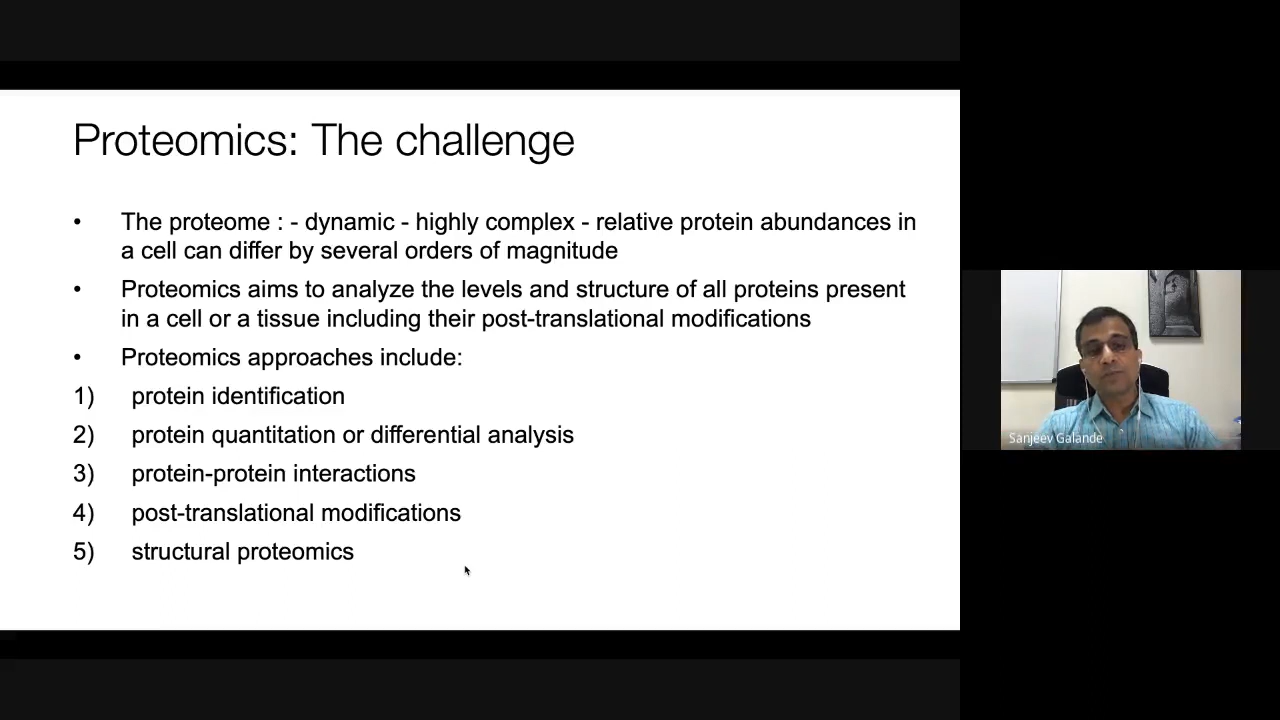 Proteomics: The challenge
• The proteome : - dynamic - highly complex - relative protein abundances in
a cell can differ by several orders of magnitude
• Proteomics aims to analyze the levels and structure of all proteins present
in a cell or a tissue including their post-translational modifications
• Proteomics approaches include:
1) protein identification
2) protein quantitation or differential analysis
3) protein-protein interactions
4) post-translational modifications
5) structural proteomics
Sanjeev Galande